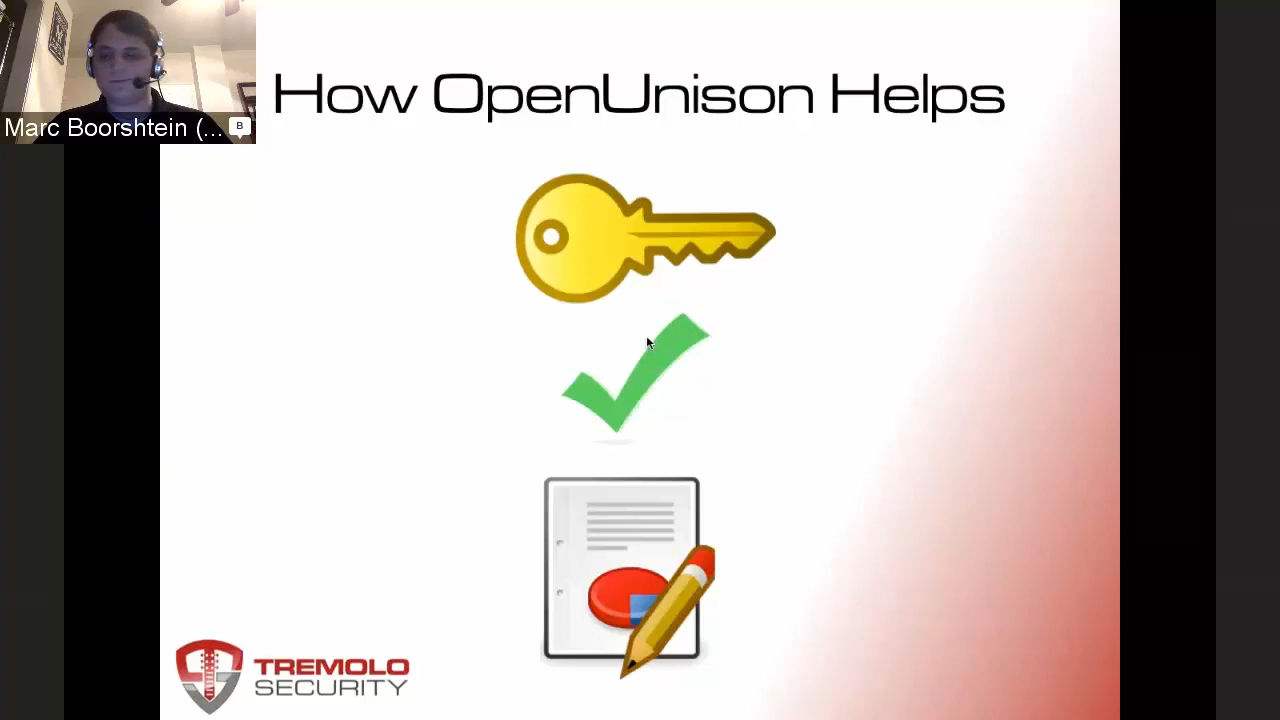 Marc Boorshtein (...
B
How OpenUnison Helps
TREMOLO
SECURITY